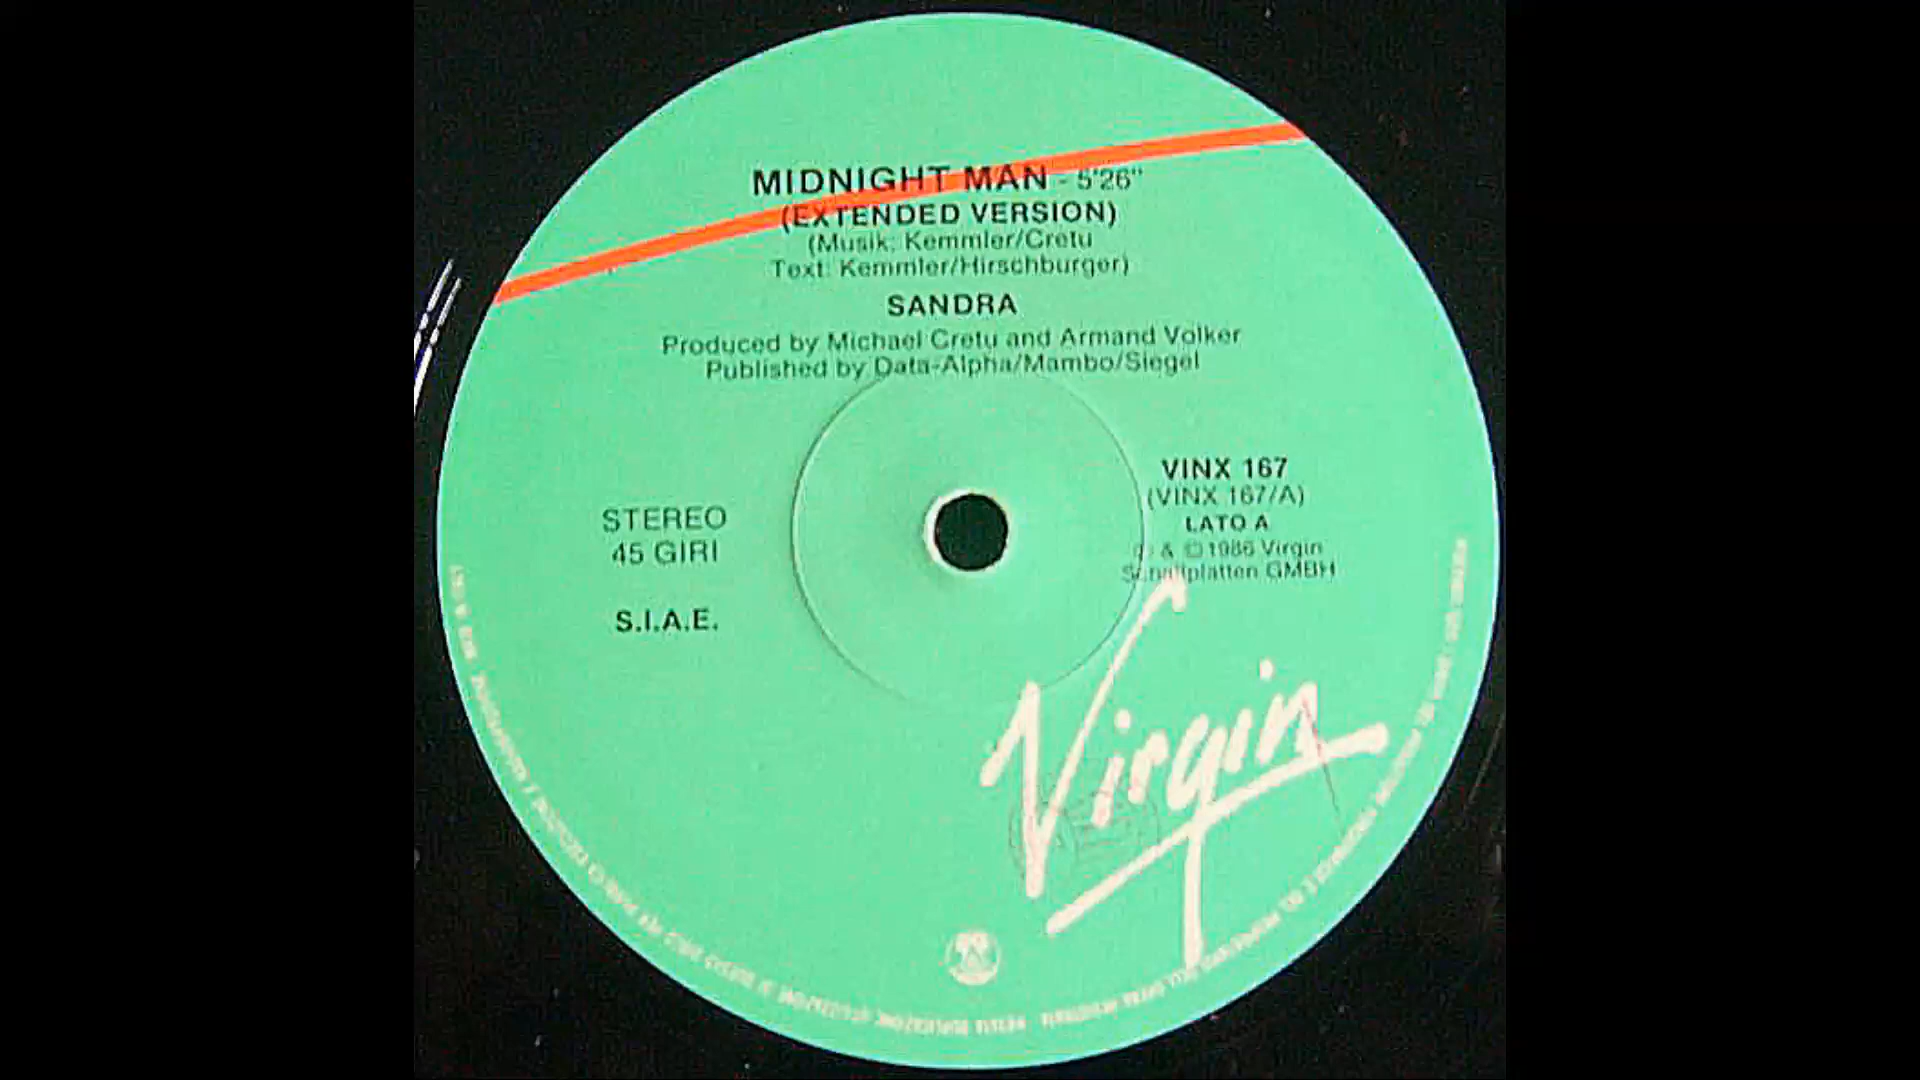 MIDNIGHT MAN - 5'26"
(EXTENDED VERSION)
(Musik: Kemmler/Cretu
Text: Kemmler/Hirschburger)
SANDRA
Produced by Michael Cretu and Armand Volker
Published by Data-Alpha/Mambo/Siegel
VINX 167
(VINX 167/A)
LATO A
Ⓟ & © 1986 Virgin
Schallplatten GMBH
STEREO
45 GIRI
S.I.A.E.
Virgin